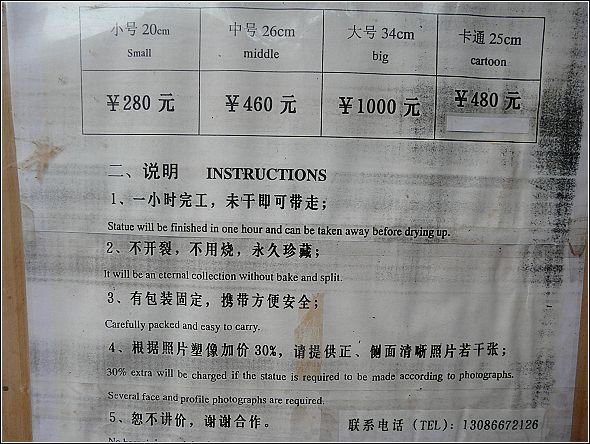 小号 20cm 中号 26cm 大号 34cm 卡通 25cm
Small middle big cartoon
￥280 元 ￥460 元 ￥1000 元 ￥480 元
二、说明 INSTRUCTIONS
1、一小时完工，未干即可带走；
Statue will be finished in one hour and can be taken away before drying up.
2、不开裂，不用烧，永久珍藏；
It will be an eternal collection without bake and split.
3、有包装固定，携带方便安全；
Carefully packed and easy to carry.
4、根据照片塑像加价 30%，请提供正、侧面清晰照片若干张；
30% extra will be charged if the statue is required to be made according to photographs.
Several face and profile photographs are required.
5、恕不讲价，谢谢合作。 联系电话（TEL）：13086672126